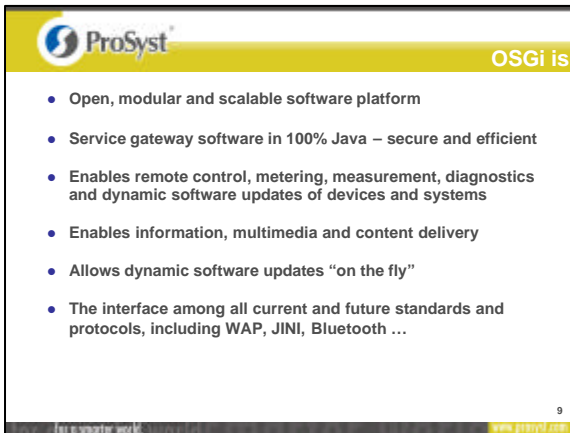 ProSyst
OSGi is
• Open, modular and scalable software platform
• Service gateway software in 100% Java – secure and efficient
• Enables remote control, metering, measurement, diagnostics
and dynamic software updates of devices and systems
• Enables information, multimedia and content delivery
• Allows dynamic software updates “on the fly”
• The interface among all current and future standards and
protocols, including WAP, JINI, Bluetooth …
9
for a smarter world
www.prosyst.com